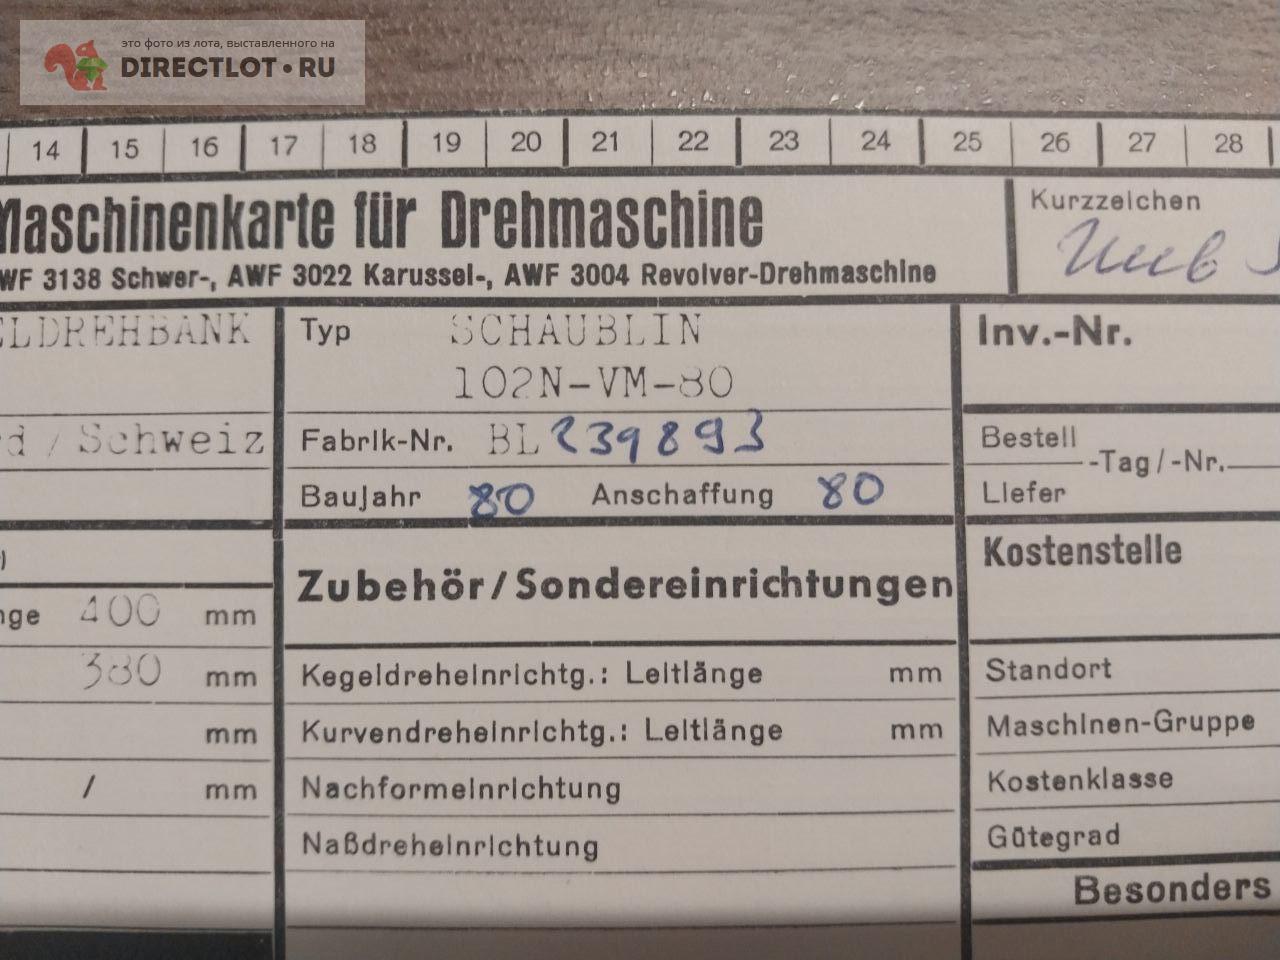 это фото из лота, выставленного на
DIRECTLOT•RU
14 15 16 17 18 19 20 21 22 23 24 25 26 27 28
Maschinenkarte für Drehmaschine
WF 3138 Schwer-, AWF 3022 Karussel-, AWF 3004 Revolver-Drehmaschine
Kurzzeichen
Инв
ELDREHBANK
Typ SCHAUBLIN
102N-VM-80
Inv.-Nr.
d / Schweiz
Fabrik-Nr. BL 239893
Bestell
-Tag/-Nr.
Liefer
Baujahr 80 Anschaffung 80
Zubehör/Sondereinrichtungen
Kostenstelle
nge 400 mm
380 mm
Kegeldreheinrichtg.: Leitlänge mm
Standort
mm
Kurvendreheinrichtg.: Leitlänge mm
Maschinen-Gruppe
/ mm
Nachformeinrichtung
Kostenklasse
Naßdreheinrichtung
Gütegrad
Besonders